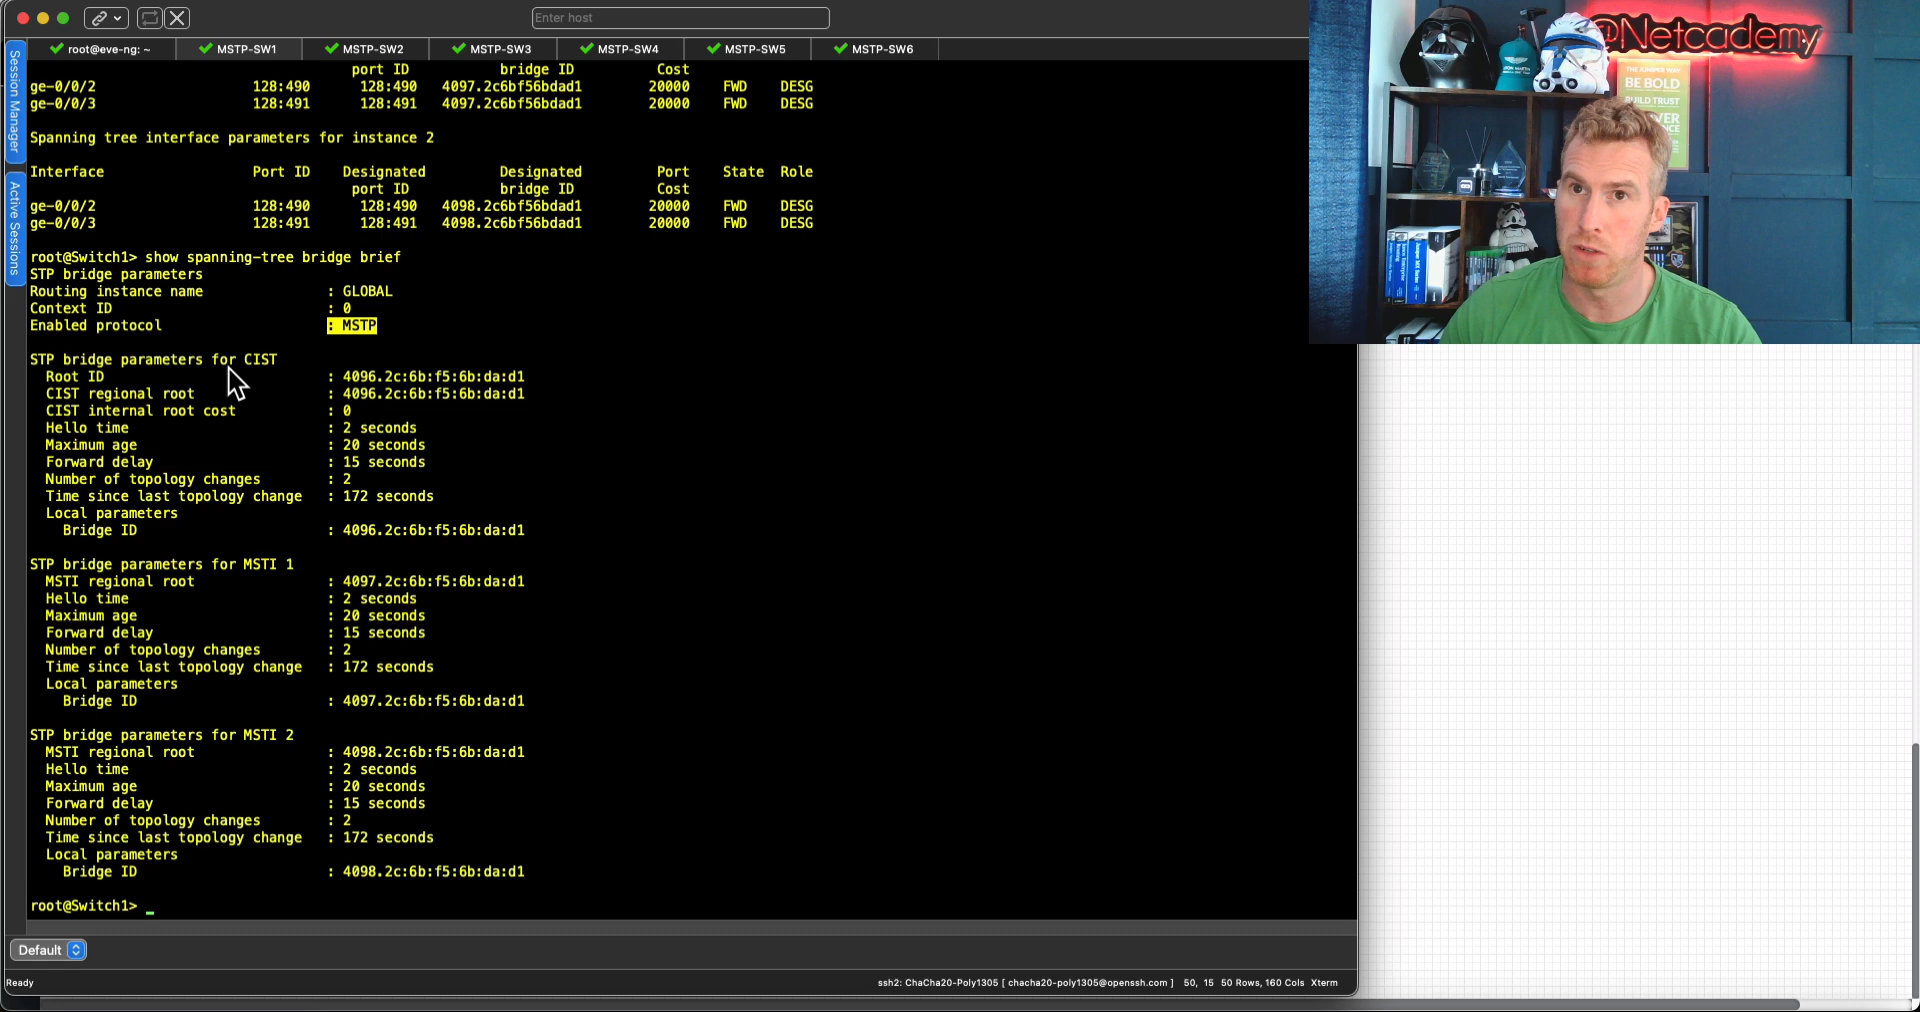 Enter host
root@eve-ng: ~
MSTP-SW1
MSTP-SW2
MSTP-SW3
MSTP-SW4
MSTP-SW5
MSTP-SW6
Session Manager
Active Sessions
port ID bridge ID Cost
ge-0/0/2 128:490 128:490 4097.2c6bf56bdad1 20000 FWD DESG
ge-0/0/3 128:491 128:491 4097.2c6bf56bdad1 20000 FWD DESG
Spanning tree interface parameters for instance 2
Interface Port ID Designated Designated Port State Role
port ID bridge ID Cost
ge-0/0/2 128:490 128:490 4098.2c6bf56bdad1 20000 FWD DESG
ge-0/0/3 128:491 128:491 4098.2c6bf56bdad1 20000 FWD DESG
root@Switch1> show spanning-tree bridge brief
STP bridge parameters
Routing instance name : GLOBAL
Context ID : 0
Enabled protocol : MSTP
STP bridge parameters for CIST
Root ID : 4096.2c:6b:f5:6b:da:d1
CIST regional root : 4096.2c:6b:f5:6b:da:d1
CIST internal root cost : 0
Hello time : 2 seconds
Maximum age : 20 seconds
Forward delay : 15 seconds
Number of topology changes : 2
Time since last topology change : 172 seconds
Local parameters
Bridge ID : 4096.2c:6b:f5:6b:da:d1
STP bridge parameters for MSTI 1
MSTI regional root : 4097.2c:6b:f5:6b:da:d1
Hello time : 2 seconds
Maximum age : 20 seconds
Forward delay : 15 seconds
Number of topology changes : 2
Time since last topology change : 172 seconds
Local parameters
Bridge ID : 4097.2c:6b:f5:6b:da:d1
STP bridge parameters for MSTI 2
MSTI regional root : 4098.2c:6b:f5:6b:da:d1
Hello time : 2 seconds
Maximum age : 20 seconds
Forward delay : 15 seconds
Number of topology changes : 2
Time since last topology change : 172 seconds
Local parameters
Bridge ID : 4098.2c:6b:f5:6b:da:d1
root@Switch1>
Default
Ready
ssh2: ChaCha20-Poly1305 [ chacha20-poly1305@openssh.com ] 50, 15 50 Rows, 160 Cols Xterm
@Netcademy
THE JUNIPER WAY
BE BOLD
BUILD TRUST